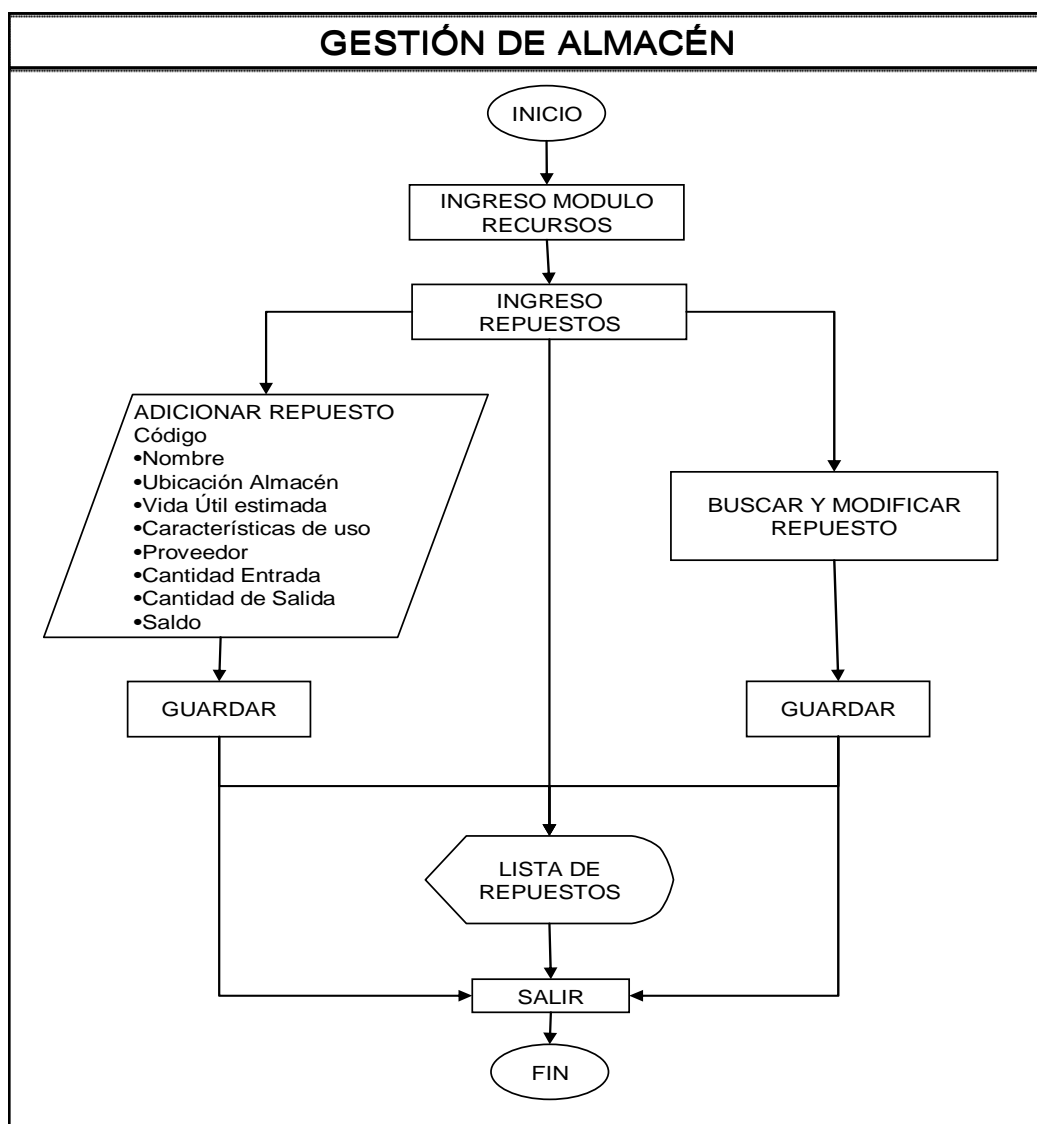 GESTIÓN DE ALMACÉN
INICIO
INGRESO MODULO
RECURSOS
INGRESO
REPUESTOS
ADICIONAR REPUESTO
Código
•Nombre
•Ubicación Almacén
•Vida Útil estimada
•Características de uso
•Proveedor
•Cantidad Entrada
•Cantidad de Salida
•Saldo
BUSCAR Y MODIFICAR
REPUESTO
GUARDAR
GUARDAR
LISTA DE
REPUESTOS
SALIR
FIN